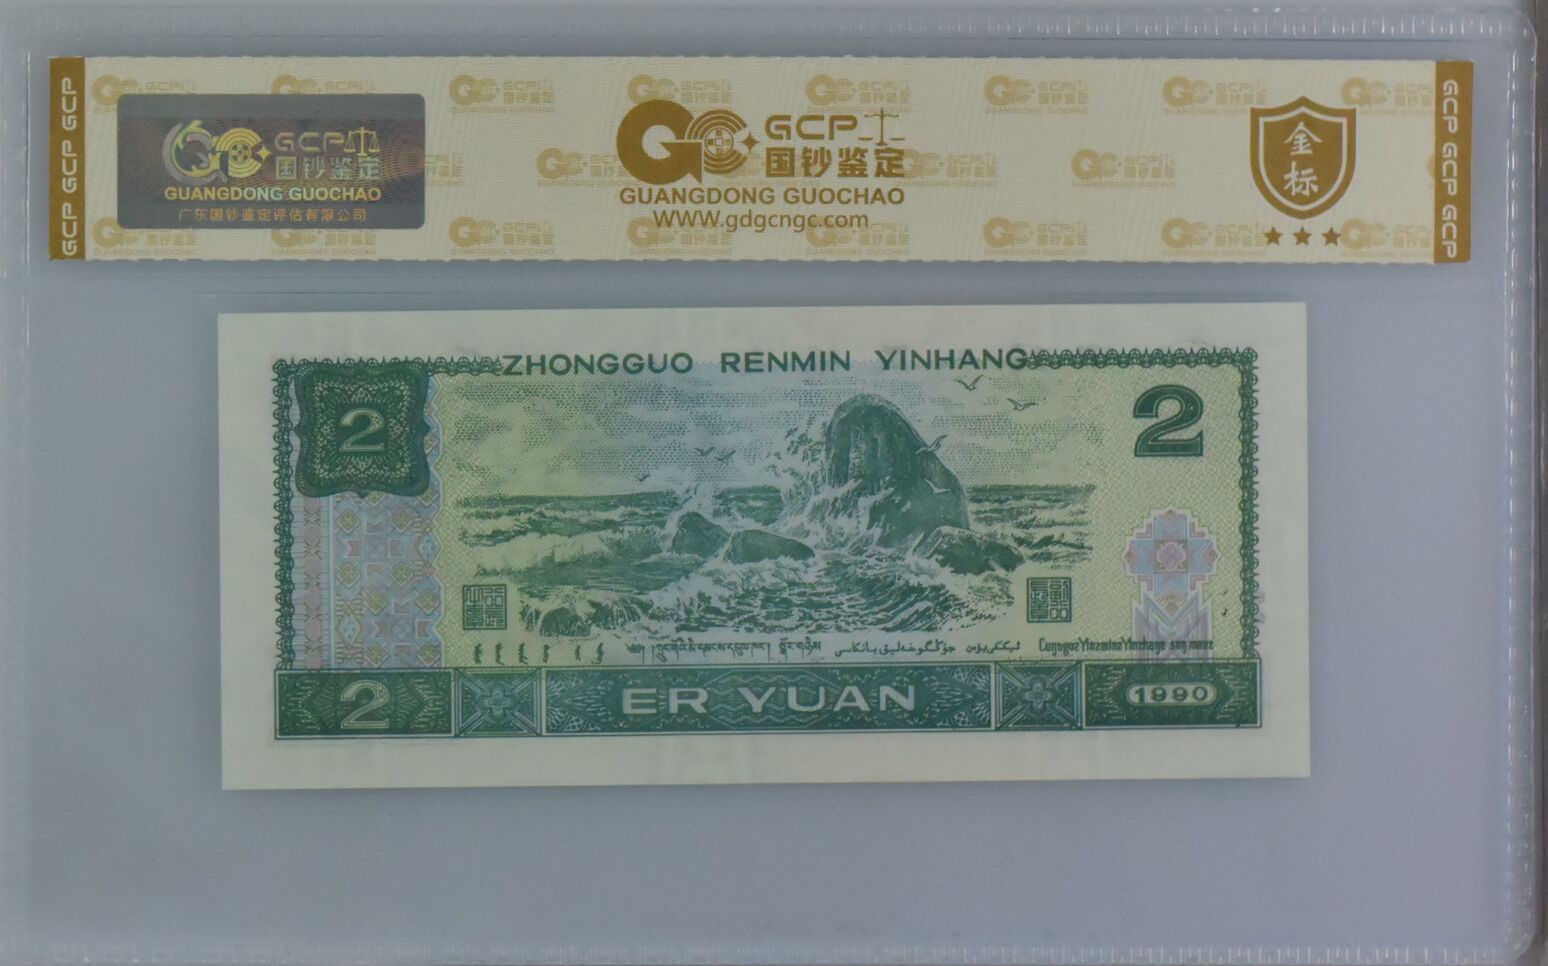 GCP GCP GCP
GCP
国钞鉴定
GUANGDONG GUOCHAO
广东国钞鉴定评估有限公司
GCP
国钞鉴定
GUANGDONG GUOCHAO
WWW.gdgcngc.com
金标
GCP GCP GCP
ZHONGGUO RENMIN YINHANG
2
2
2
ER YUAN
1990